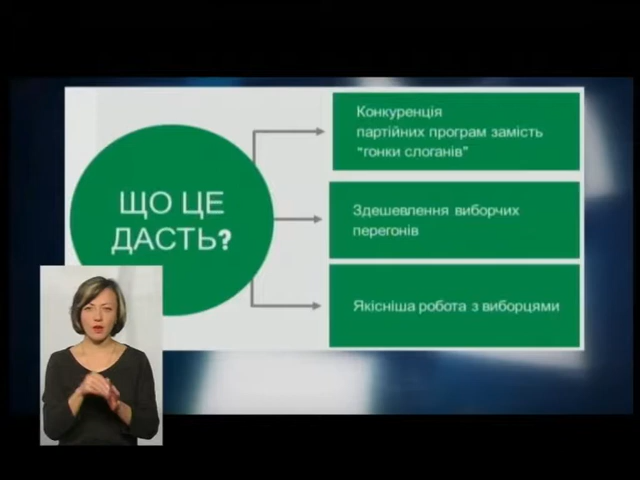 ЩО ЦЕ
ДАСТЬ?
Конкуренція
партійних програм замість
“гонки слоганів”
Здешевлення виборчих
перегонів
Якісніша робота з виборцями